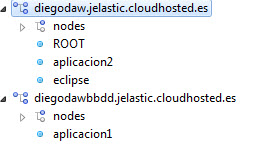 diegodaw.jelastic.cloudhosted.es
nodes
ROOT
aplicacion2
eclipse
diegodawbbdd.jelastic.cloudhosted.es
nodes
aplicacion1